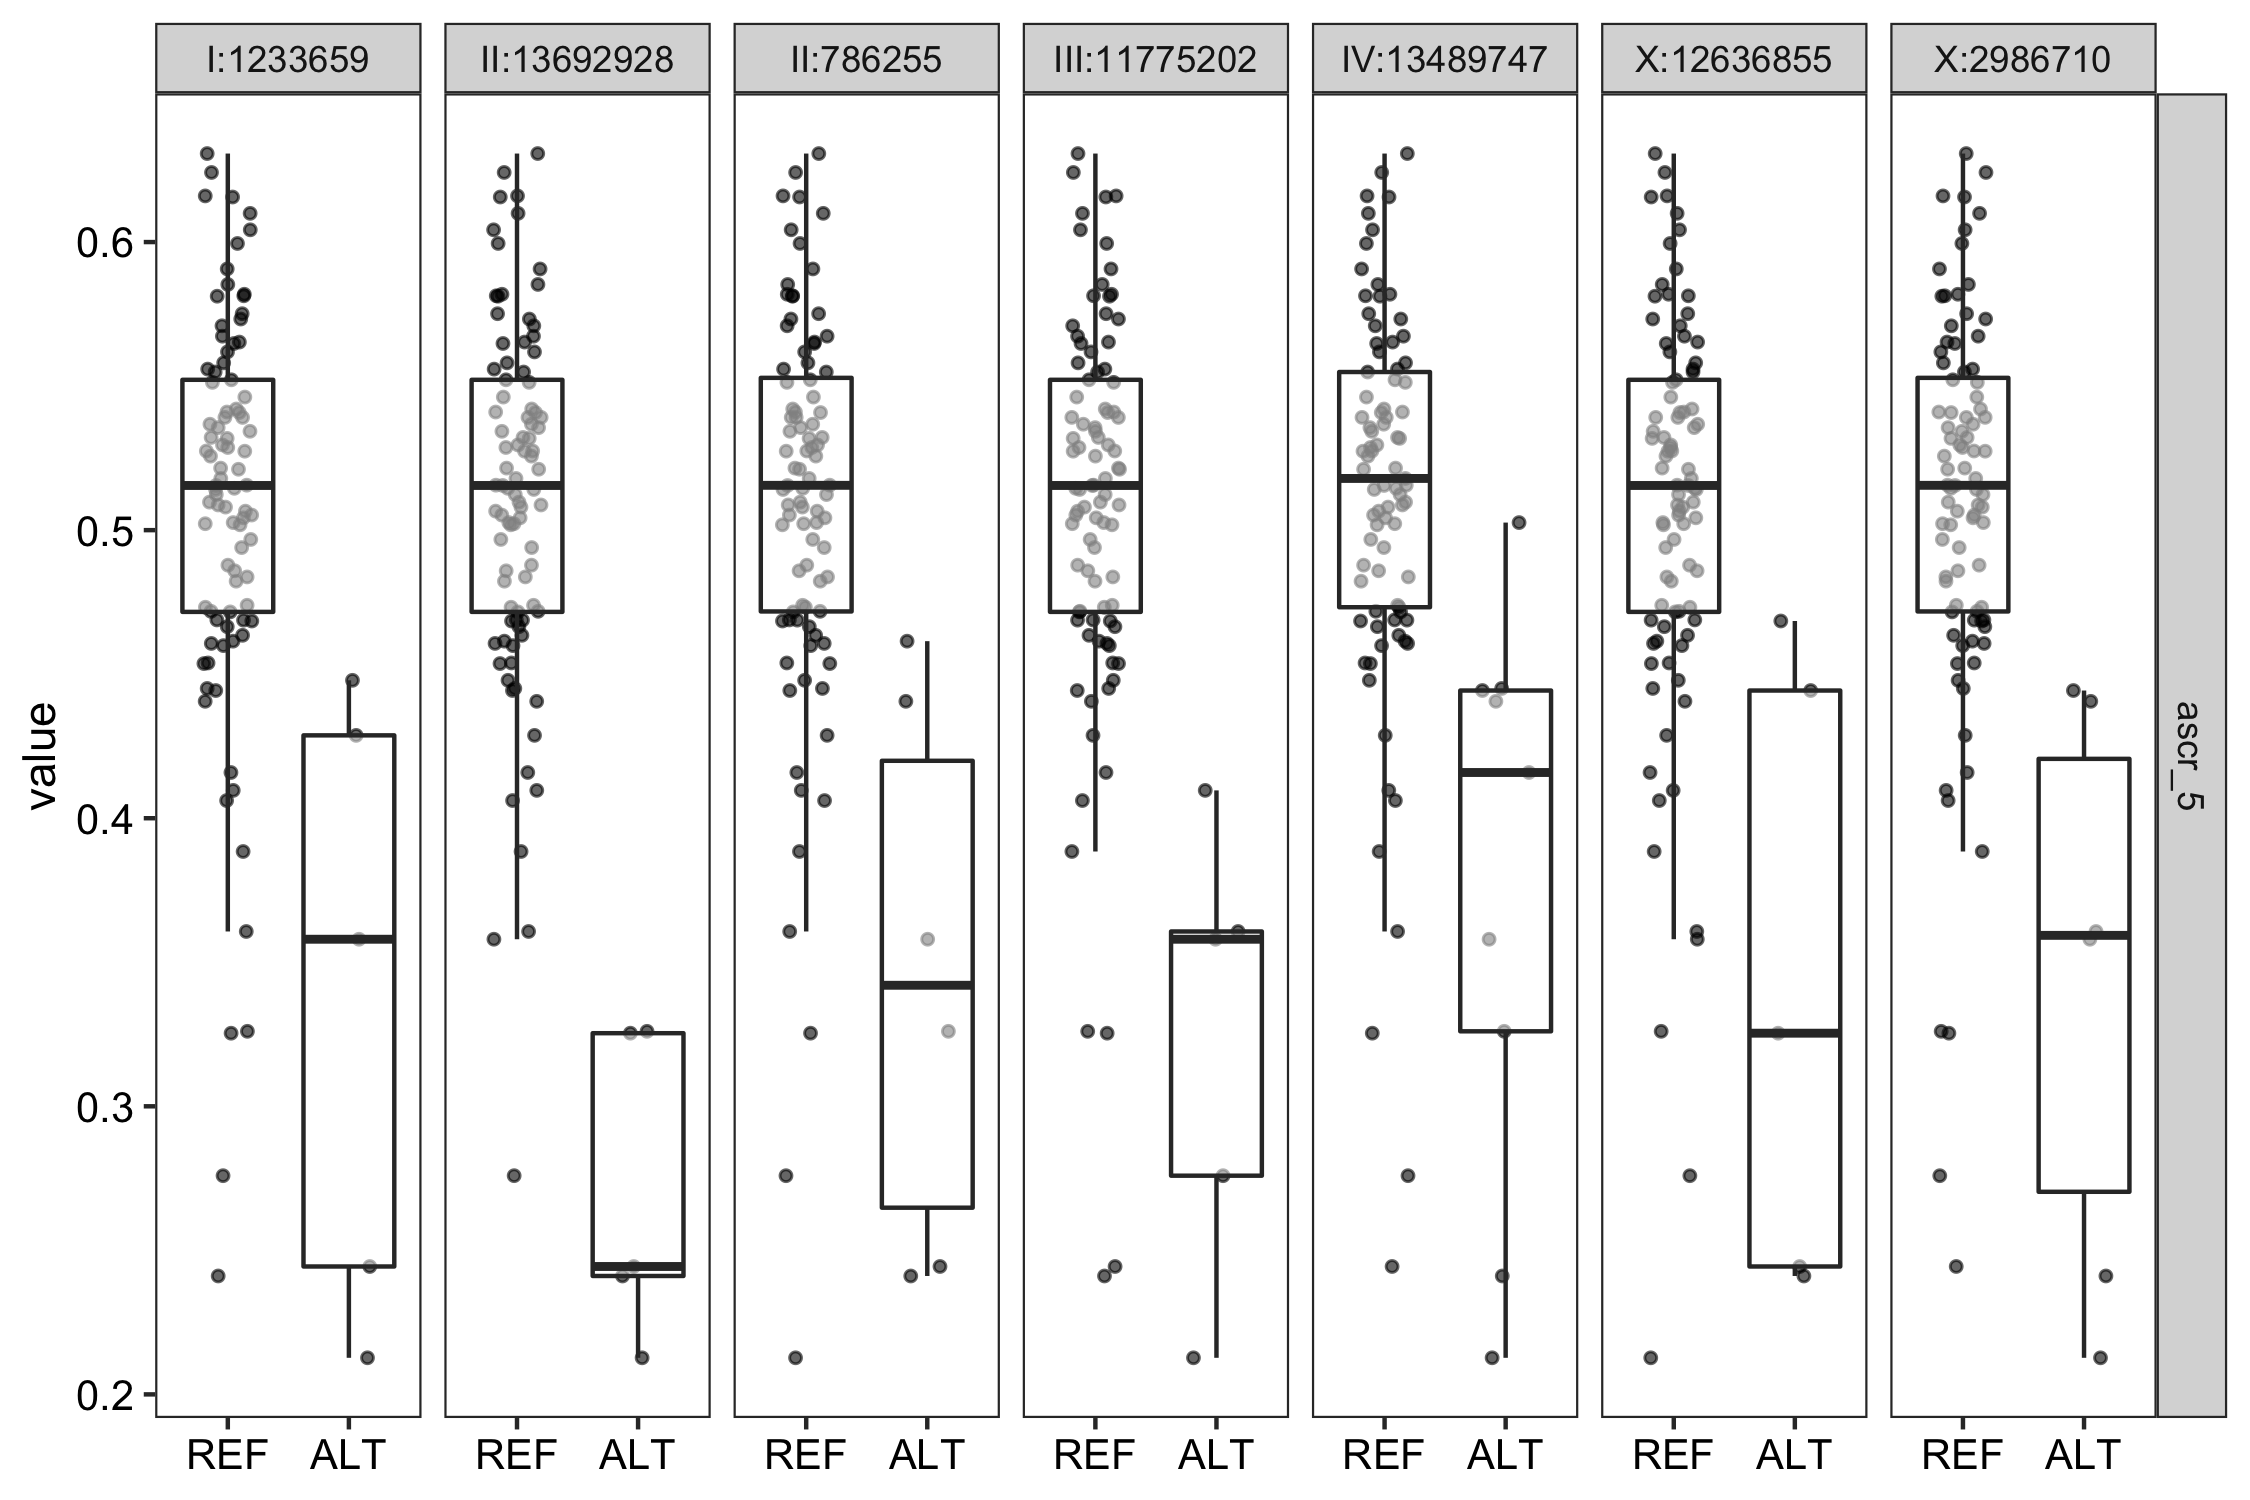 I:1233659 II:13692928 II:786255 III:11775202 IV:13489747 X:12636855 X:2986710
value
0.6
0.5
0.4
0.3
0.2
ascr_5
REF ALT REF ALT REF ALT REF ALT REF ALT REF ALT REF ALT